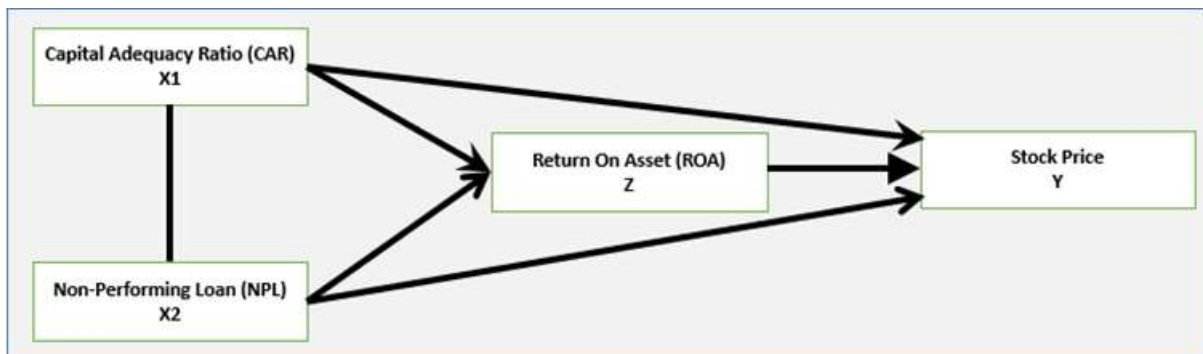 Capital Adequacy Ratio (CAR)
X1
Return On Asset (ROA)
Z
Stock Price
Y
Non-Performing Loan (NPL)
X2